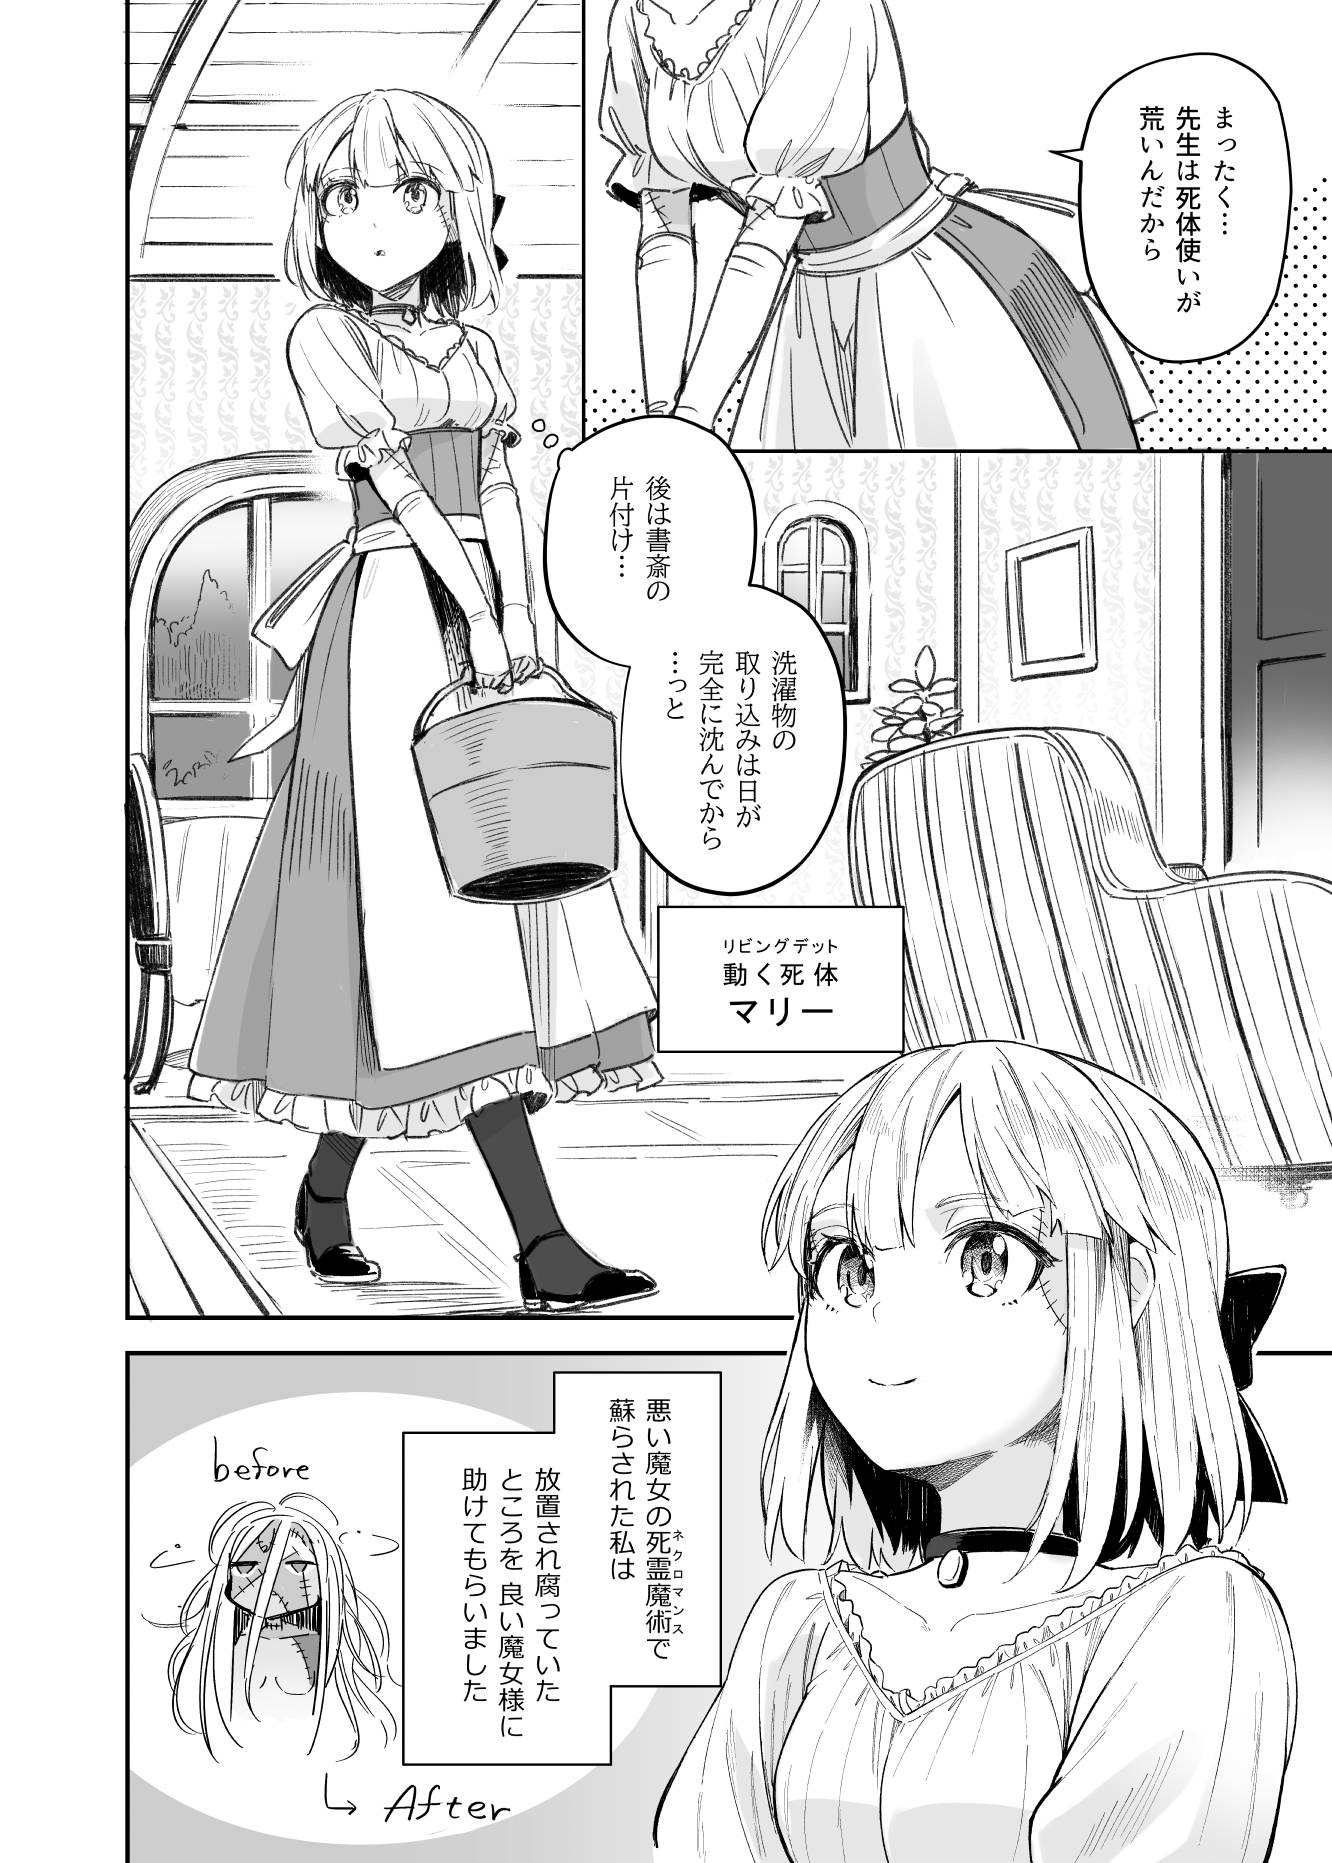 まったく…
先生は死体使いが
荒いんだから
後は書斎の
片付け…
洗濯物の
取り込みは日が
完全に沈んでから
…っと
リビングデット
動く死体
マリー
悪い魔女の死霊魔術で
ネクロマンス
蘇らされた私は
放置され腐っていた
ところを良い魔女様に
助けてもらいました
before
After